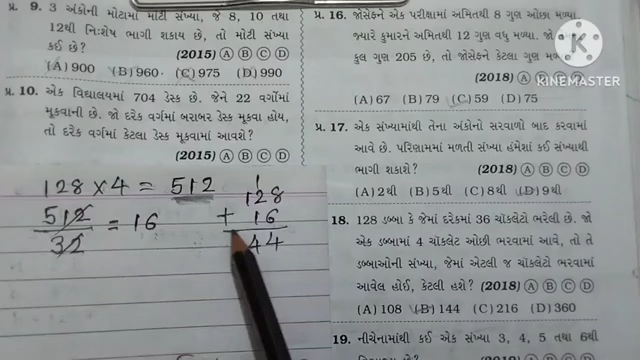 પ્ર. 9. 3 અંકોની મોટામાં મોટી સંખ્યા, જે 8, 10 તથા
12થી નિઃશેષ ભાગી શકાય છે, તો મોટી સંખ્યા
કઈ છે?
(2015) Ⓐ Ⓑ Ⓒ Ⓓ
(A) 900 (B) 960 (C) 975 (D) 990
પ્ર. 10. એક વિદ્યાલયમાં 704 ડેસ્ક છે. જેને 22 વર્ગોમાં
મૂકવાની છે. જો દરેક વર્ગમાં બરાબર ડેસ્ક મૂકવા હોય,
તો દરેક વર્ગમાં કેટલા ડેસ્ક મૂકવામાં આવશે?
(2015) Ⓐ Ⓑ Ⓒ Ⓓ
128 × 4 = 512
512
32
= 16
1
128
+ 16
44
પ્ર. 16. જોસેફને એક પરીક્ષામાં અમિતથી 8 ગુણ ઓછા મળ્યા
જ્યારે કુમારને અમિતથી 12 ગુણ વધુ મળ્યા. જો
કુલ ગુણ 205 છે, તો જોસેફને કેટલા ગુણ
(2018) Ⓐ Ⓑ Ⓒ Ⓓ
KINEMASTER
(A) 67 (B) 79 (C) 59 (D) 75
પ્ર. 17. એક સંખ્યામાંથી તેના અંકોનો સરવાળો બાદ કરવામાં
આવે છે. પરિણામમાં મળતી સંખ્યા હંમેશાં કઈ સંખ્યાથી
ભાગી શકાશે? (2018) Ⓐ Ⓑ Ⓒ Ⓓ
(A) 2થી (B) 5થી (C) 8થી (D) 9થી
18. 128 ડબ્બા કે જેમાં દરેકમાં 36 ચૉકલેટો ભરેલી છે. જો
એક ડબ્બામાં 4 ચૉકલેટ ઓછી ભરવામાં આવે, તો તે
ડબ્બાઓની સંખ્યા, જેમાં એટલી જ ચૉકલેટો ભરવામાં
આવેલ હોઈ, કેટલી હશે? (2018) Ⓐ Ⓑ Ⓒ Ⓓ
(A) 108 (B) 144 (C) 216 (D) 360
19. નીચેનામાંથી કઈ એક સંખ્યા 3, 4, 5 તથા 6થી